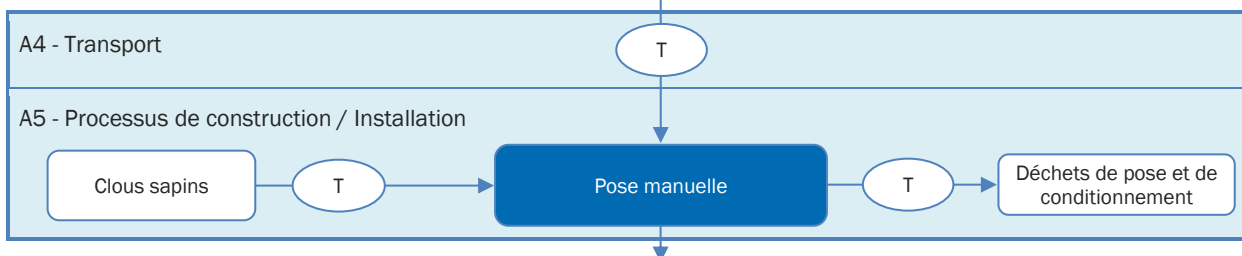 A4 - Transport
T
A5 - Processus de construction / Installation
Clous sapins
T
Pose manuelle
T
Déchets de pose et de
conditionnement